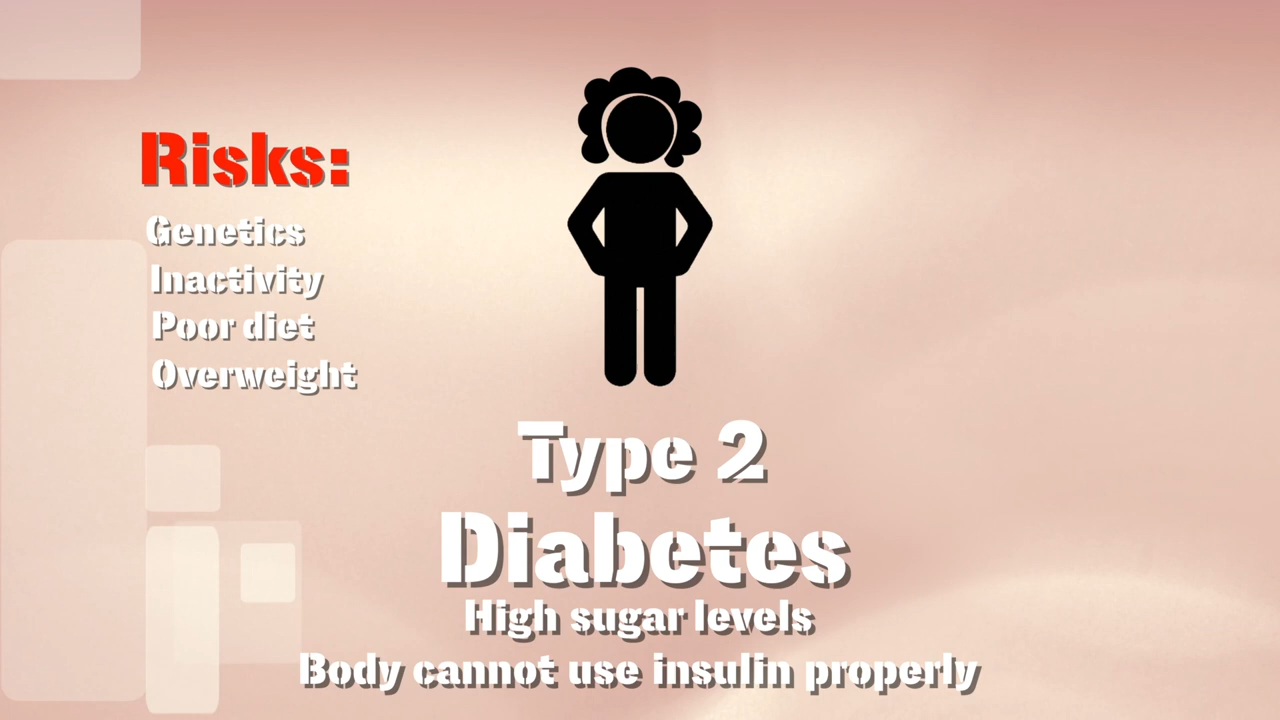 Risks:
Genetics
Inactivity
Poor diet
Overweight
Type 2
Diabetes
High sugar levels
Body cannot use insulin properly